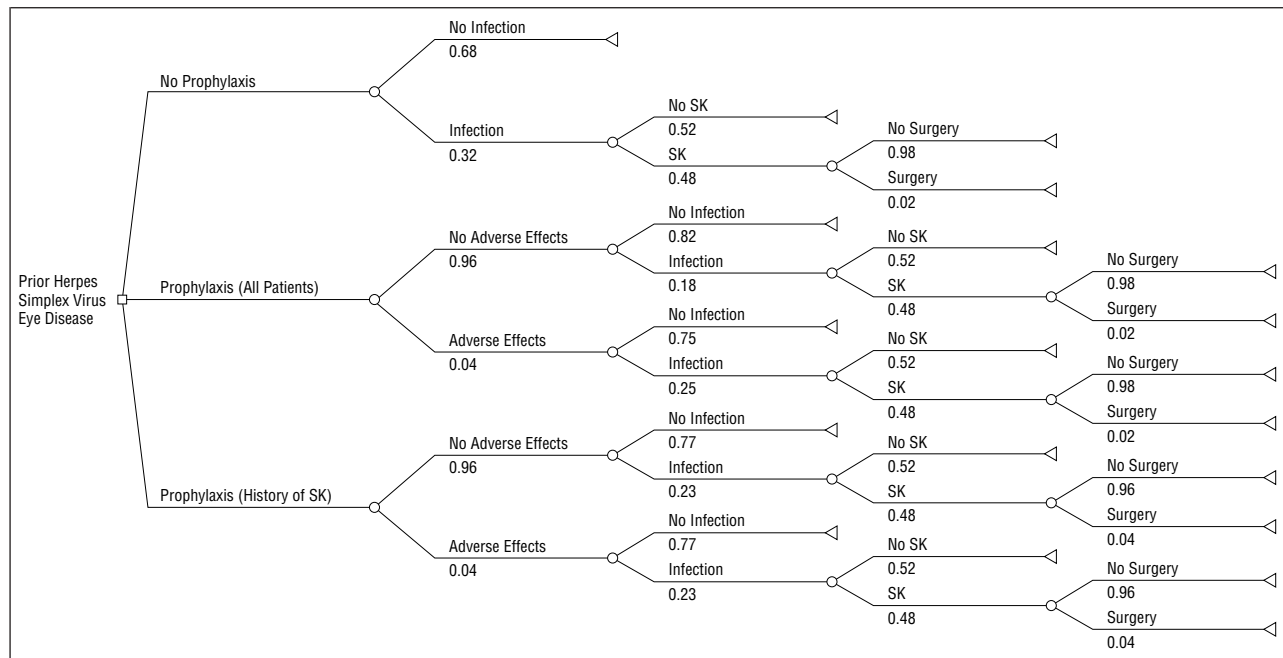 No Infection
0.68
No Prophylaxis
No SK
0.52
Infection
0.32
No Surgery
0.98
SK
0.48
Surgery
0.02
No Infection
0.82
No Adverse Effects
0.96
No SK
0.52
Infection
0.18
No Surgery
0.98
SK
0.48
Prior Herpes
Simplex Virus
Eye Disease
Prophylaxis (All Patients)
Surgery
0.02
No Infection
0.75
Adverse Effects
0.04
No SK
0.52
Infection
0.25
No Surgery
0.98
SK
0.48
Surgery
0.02
No Infection
0.77
No Adverse Effects
0.96
No SK
0.52
Infection
0.23
No Surgery
0.96
SK
0.48
Prophylaxis (History of SK)
Surgery
0.04
No Infection
0.77
Adverse Effects
0.04
No SK
0.52
Infection
0.23
No Surgery
0.96
SK
0.48
Surgery
0.04